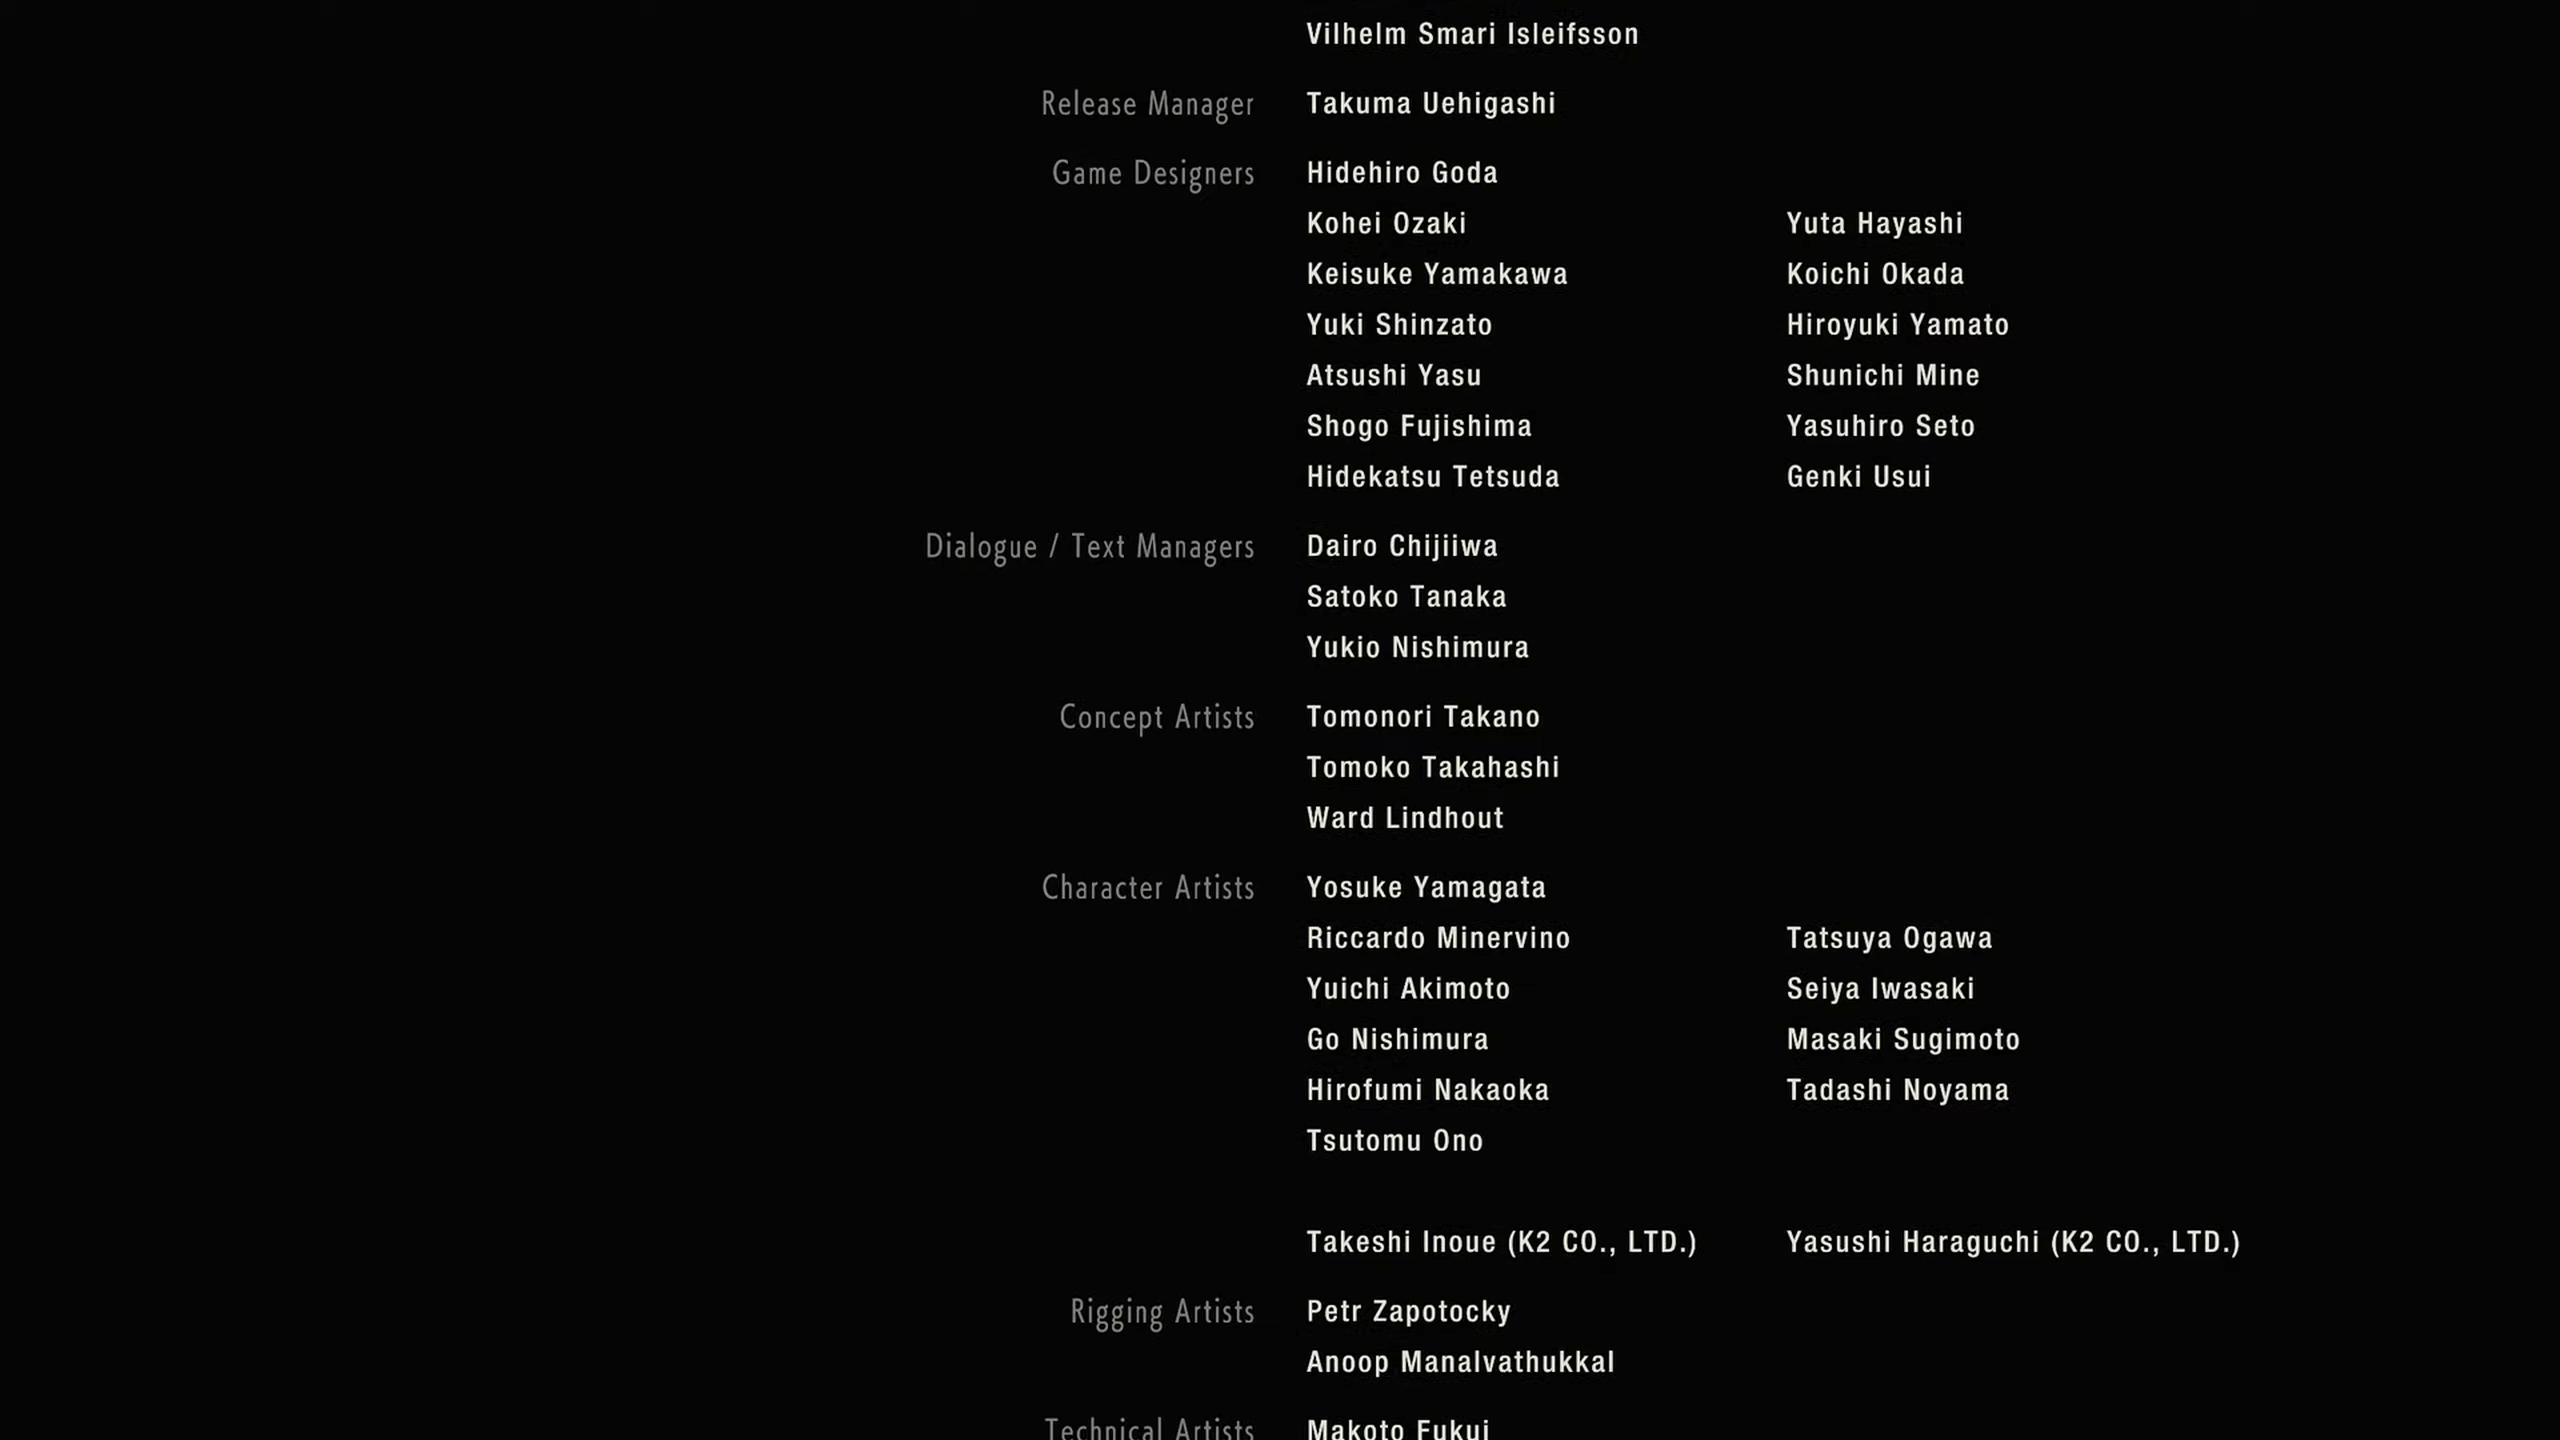 Vilhelm Smari Isleifsson
Release Manager Takuma Uehigashi
Game Designers Hidehiro Goda
Kohei Ozaki Yuta Hayashi
Keisuke Yamakawa Koichi Okada
Yuki Shinzato Hiroyuki Yamato
Atsushi Yasu Shunichi Mine
Shogo Fujishima Yasuhiro Seto
Hidekatsu Tetsuda Genki Usui
Dialogue / Text Managers Dairo Chijiiwa
Satoko Tanaka
Yukio Nishimura
Concept Artists Tomonori Takano
Tomoko Takahashi
Ward Lindhout
Character Artists Yosuke Yamagata
Riccardo Minervino Tatsuya Ogawa
Yuichi Akimoto Seiya Iwasaki
Go Nishimura Masaki Sugimoto
Hirofumi Nakaoka Tadashi Noyama
Tsutomu Ono
Takeshi Inoue (K2 CO., LTD.) Yasushi Haraguchi (K2 CO., LTD.)
Rigging Artists Petr Zapotocky
Anoop Manalvathukkal
Technical Artists Makoto Fukui